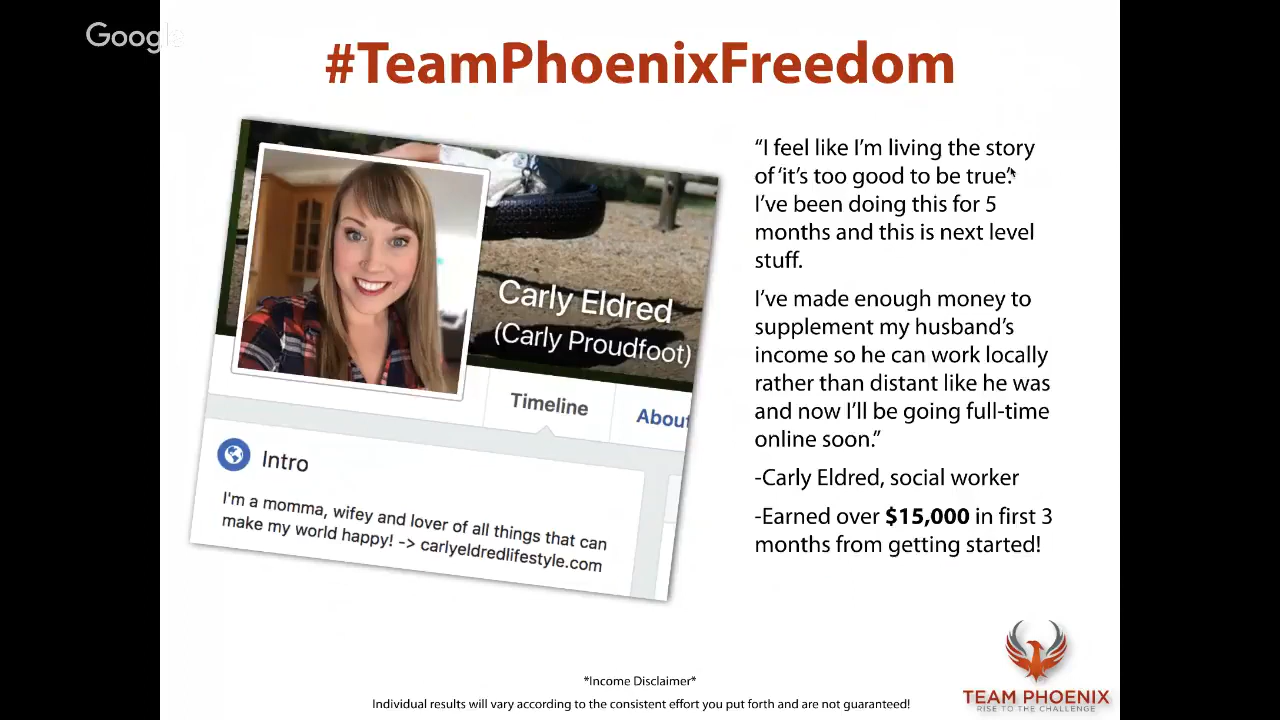 Google
#TeamPhoenixFreedom
Carly Eldred
(Carly Proudfoot)
Timeline
About
Intro
I'm a momma, wifey and lover of all things that can
make my world happy! -> carlyeldredlifestyle.com
“I feel like I’m living the story
of ‘it’s too good to be true’.
I’ve been doing this for 5
months and this is next level
stuff.
I’ve made enough money to
supplement my husband’s
income so he can work locally
rather than distant like he was
and now I’ll be going full-time
online soon.”
-Carly Eldred, social worker
-Earned over $15,000 in first 3
months from getting started!
TEAM PHOENIX
RISE TO THE CHALLENGE
*Income Disclaimer*
Individual results will vary according to the consistent effort you put forth and are not guaranteed!